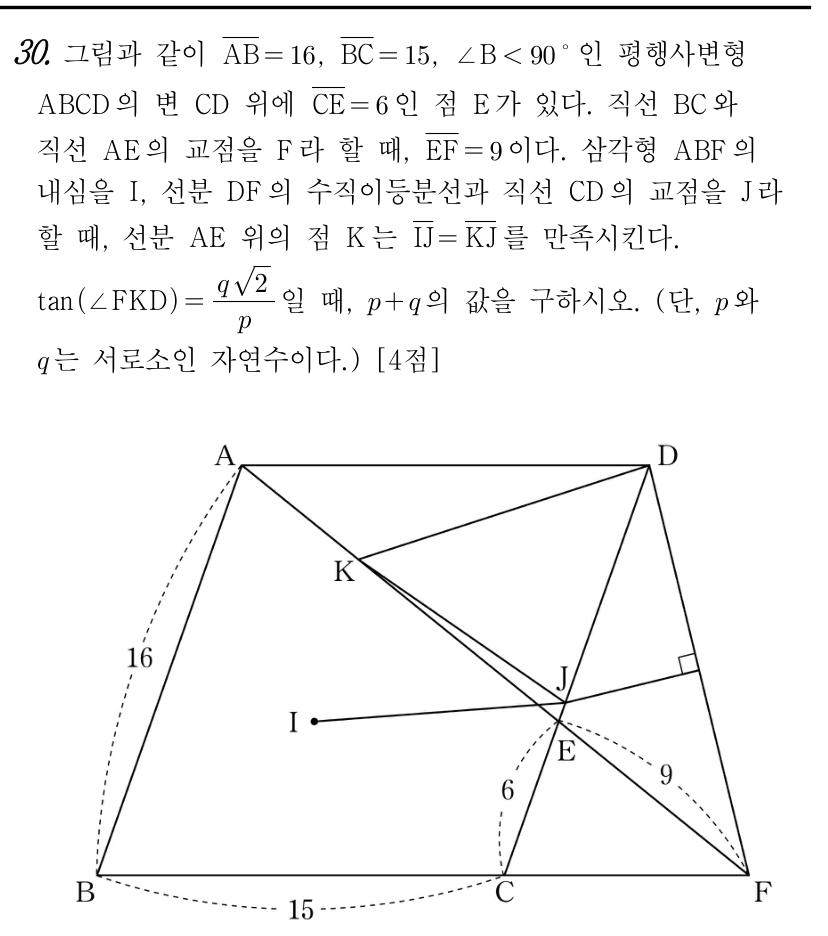 30. 그림과 같이 AB=16, BC=15, ∠B<90°인 평행사변형
ABCD의 변 CD 위에 CE=6인 점 E가 있다. 직선 BC와
직선 AE의 교점을 F라 할 때, EF=9이다. 삼각형 ABF의
내심을 I, 선분 DF의 수직이등분선과 직선 CD의 교점을 J라
할 때, 선분 AE 위의 점 K는 IJ=KJ를 만족시킨다.
tan(∠FKD)=q√2/p 일 때, p+q의 값을 구하시오. (단, p와
q는 서로소인 자연수이다.) [4점]
A
D
K
16
J
I
E
6
9
B
C
F
15